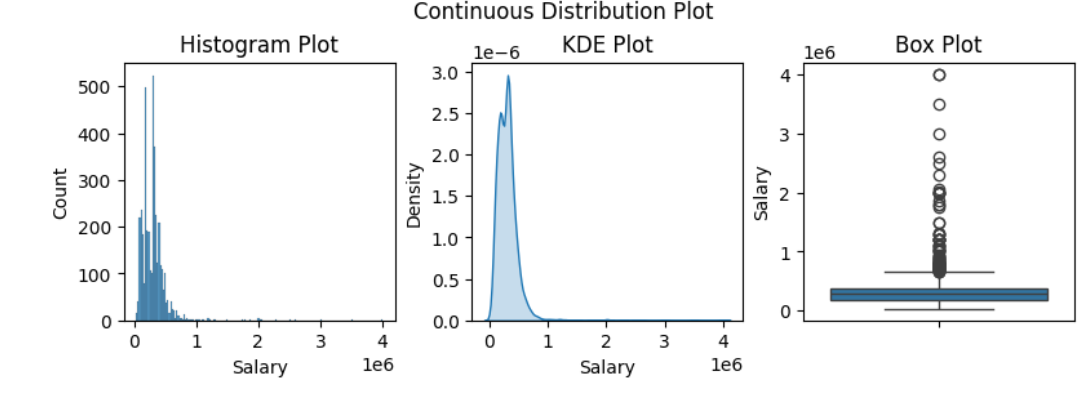 Continuous Distribution Plot
Histogram Plot
Count
500
400
300
200
100
0
0 1 2 3 4
1e6
Salary
KDE Plot
1e−6
Density
3.0
2.5
2.0
1.5
1.0
0.5
0.0
0 1 2 3 4
1e6
Salary
Box Plot
1e6
Salary
4
3
2
1
0